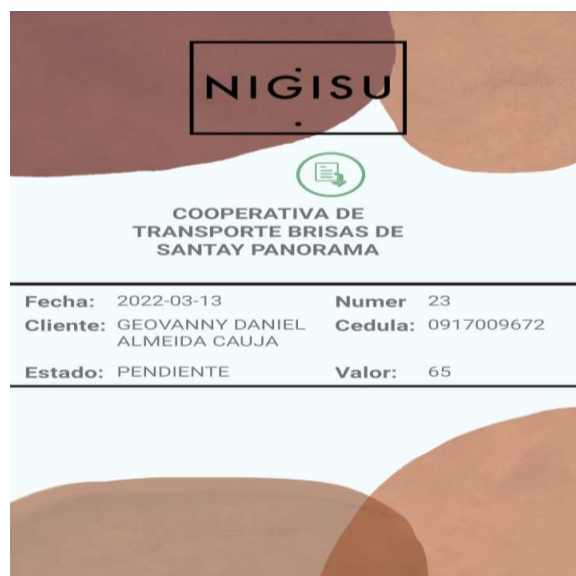 NIGISU
COOPERATIVA DE
TRANSPORTE BRISAS DE
SANTAY PANORAMA
Fecha: 2022-03-13 Numer 23
Cliente: GEOVANNY DANIEL Cedula: 0917009672
ALMEIDA CAUJA
Estado: PENDIENTE Valor: 65